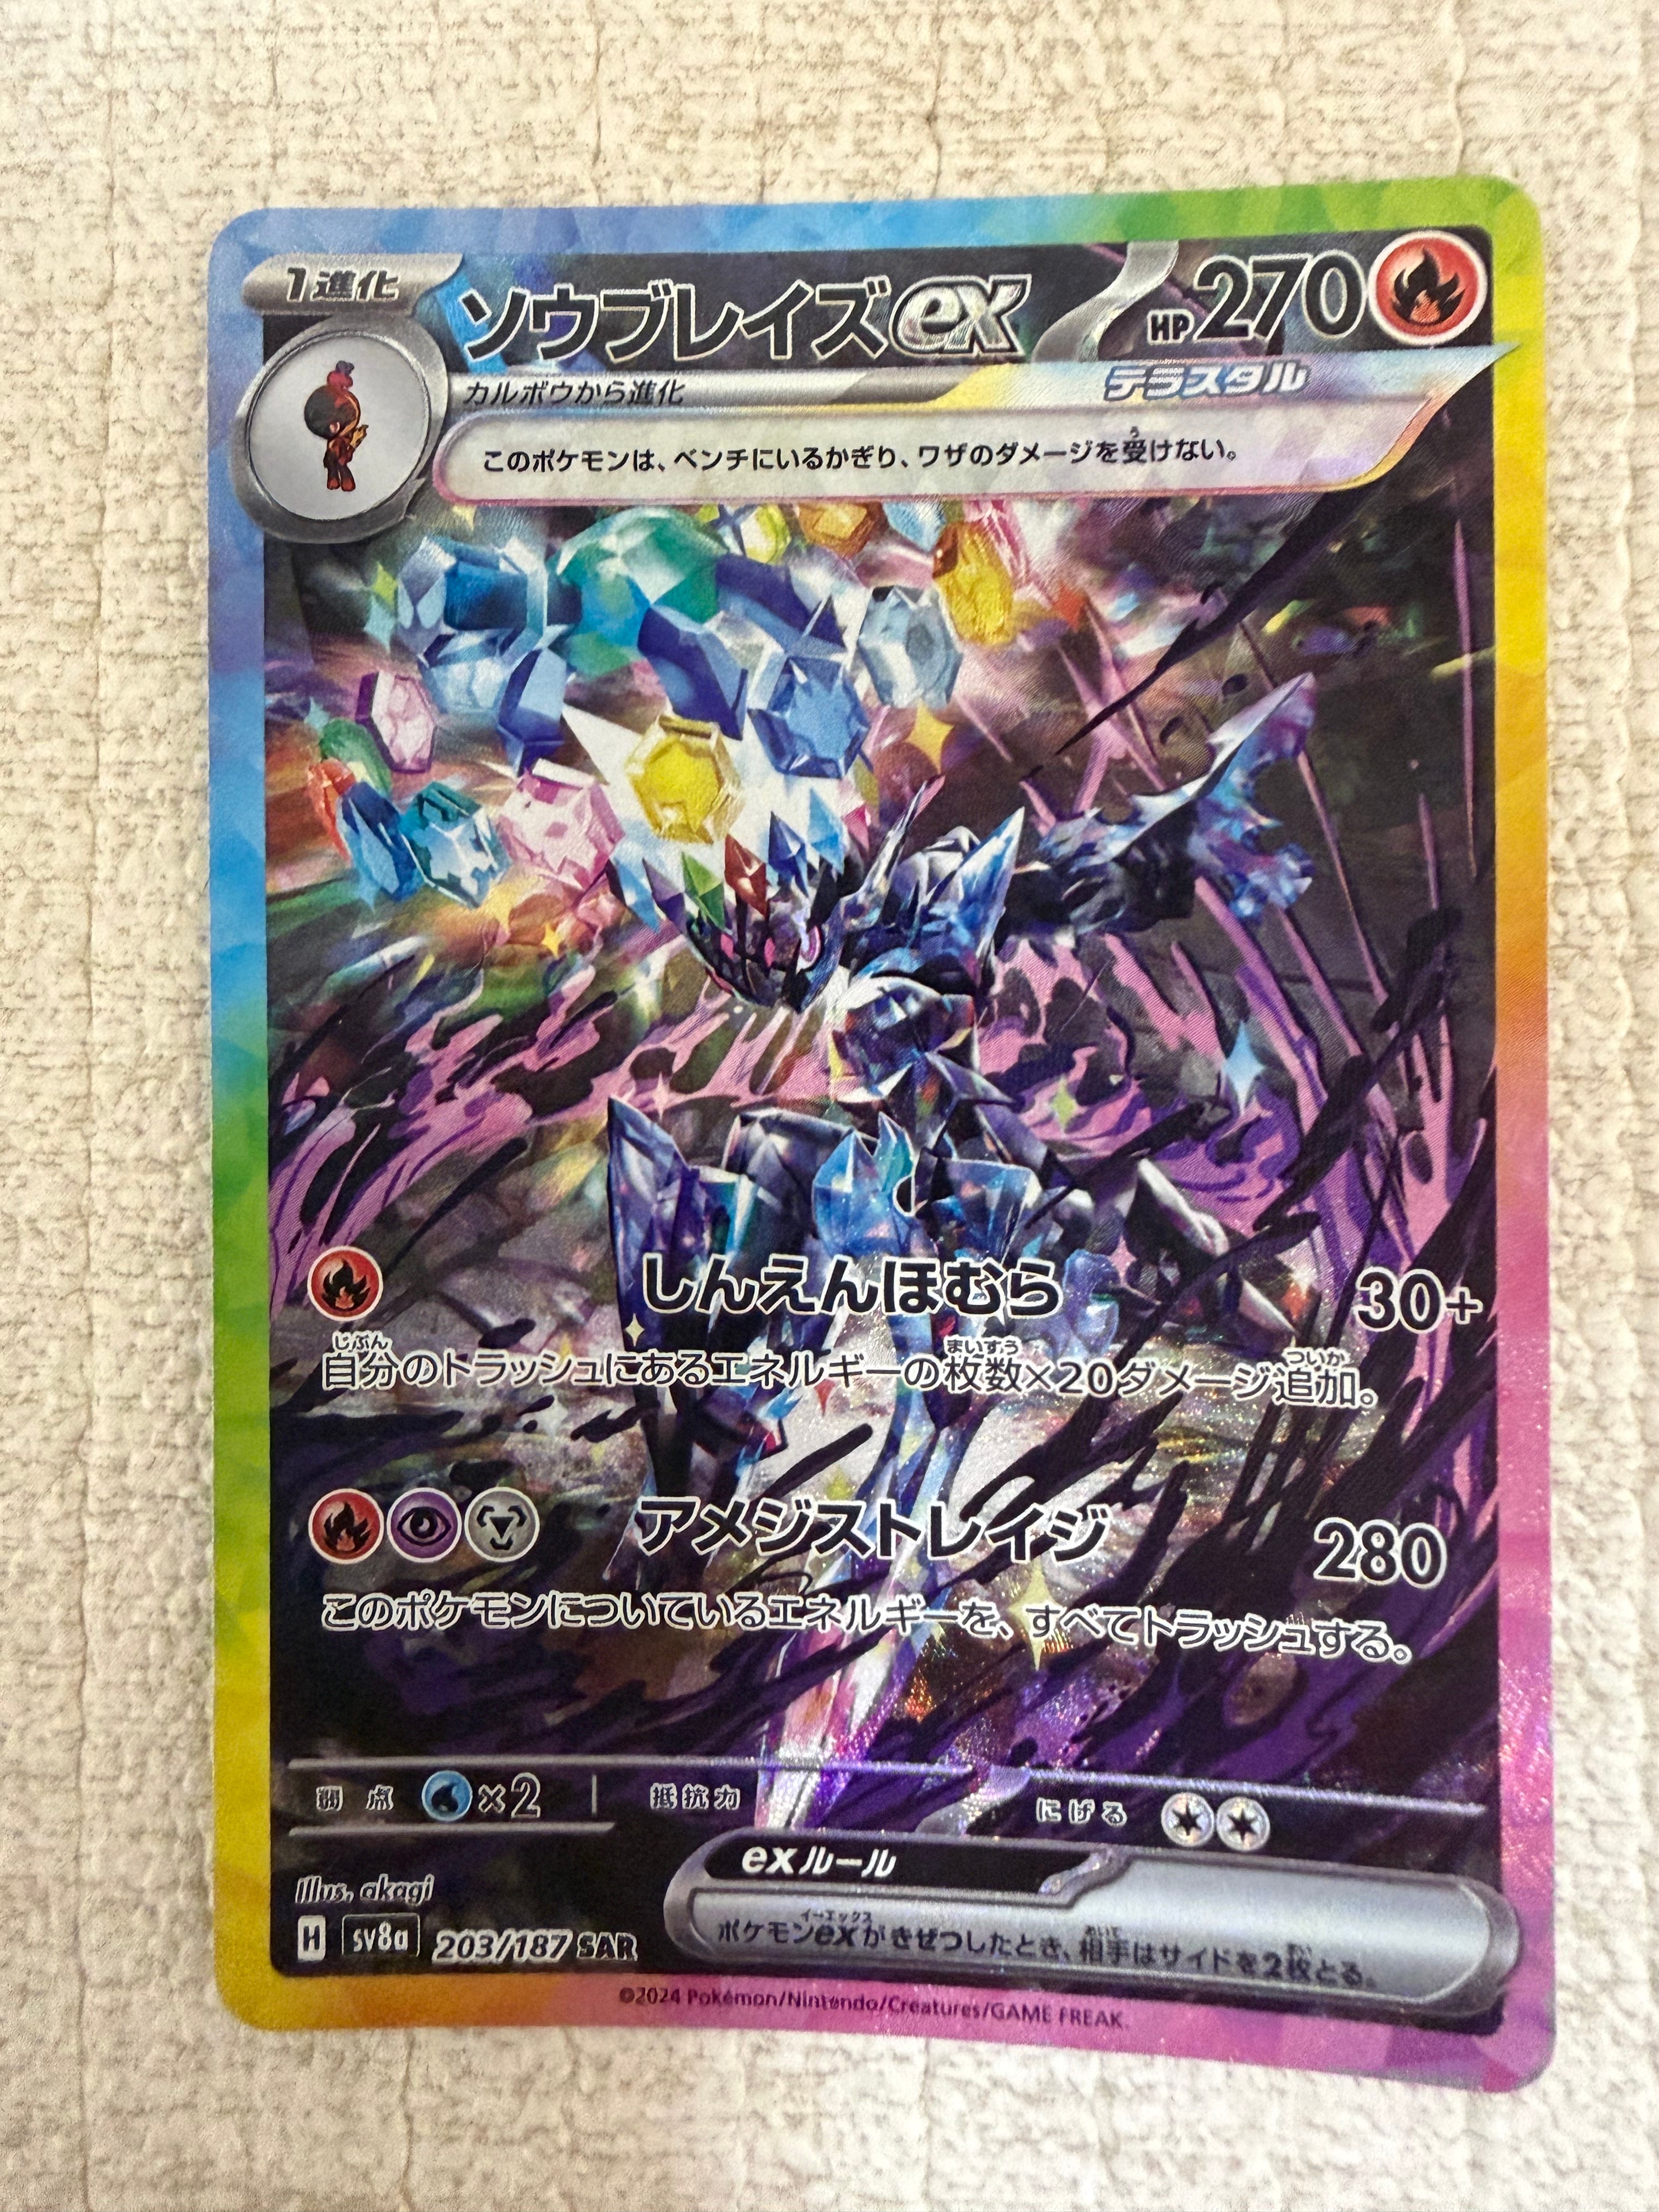 1進化
ソウブレイズex
HP270
カルボウから進化
テラスタル
このポケモンは、ベンチにいるかぎり、ワザのダメージを受けない。
しんえんほむら 30+
自分のトラッシュにあるエネルギーの枚数×20ダメージ追加。
アメジストレイジ 280
このポケモンについているエネルギーを、すべてトラッシュする。
弱点 ×2 抵抗力 にげる
exルール
ポケモンexがきぜつしたとき、相手はサイドを2枚とる。
Illus. akagi
H sv8a 203/187 SAR
©2024 Pokémon/Nintendo/Creatures/GAME FREAK.